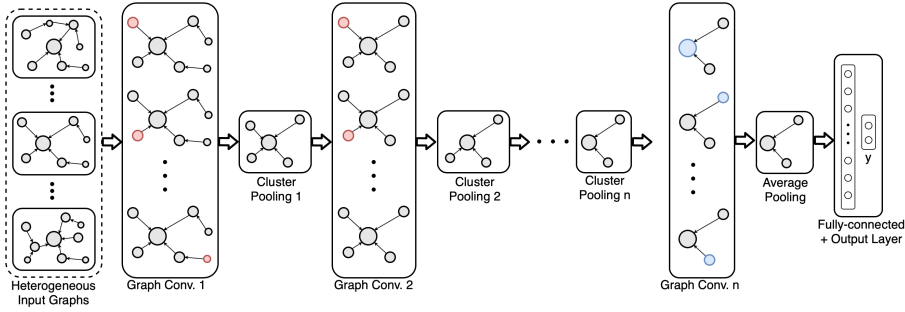 Heterogeneous
Input Graphs
Graph Conv. 1
Cluster
Pooling 1
Graph Conv. 2
Cluster
Pooling 2
Cluster
Pooling n
Graph Conv. n
Average
Pooling
y
Fully-connected
+ Output Layer